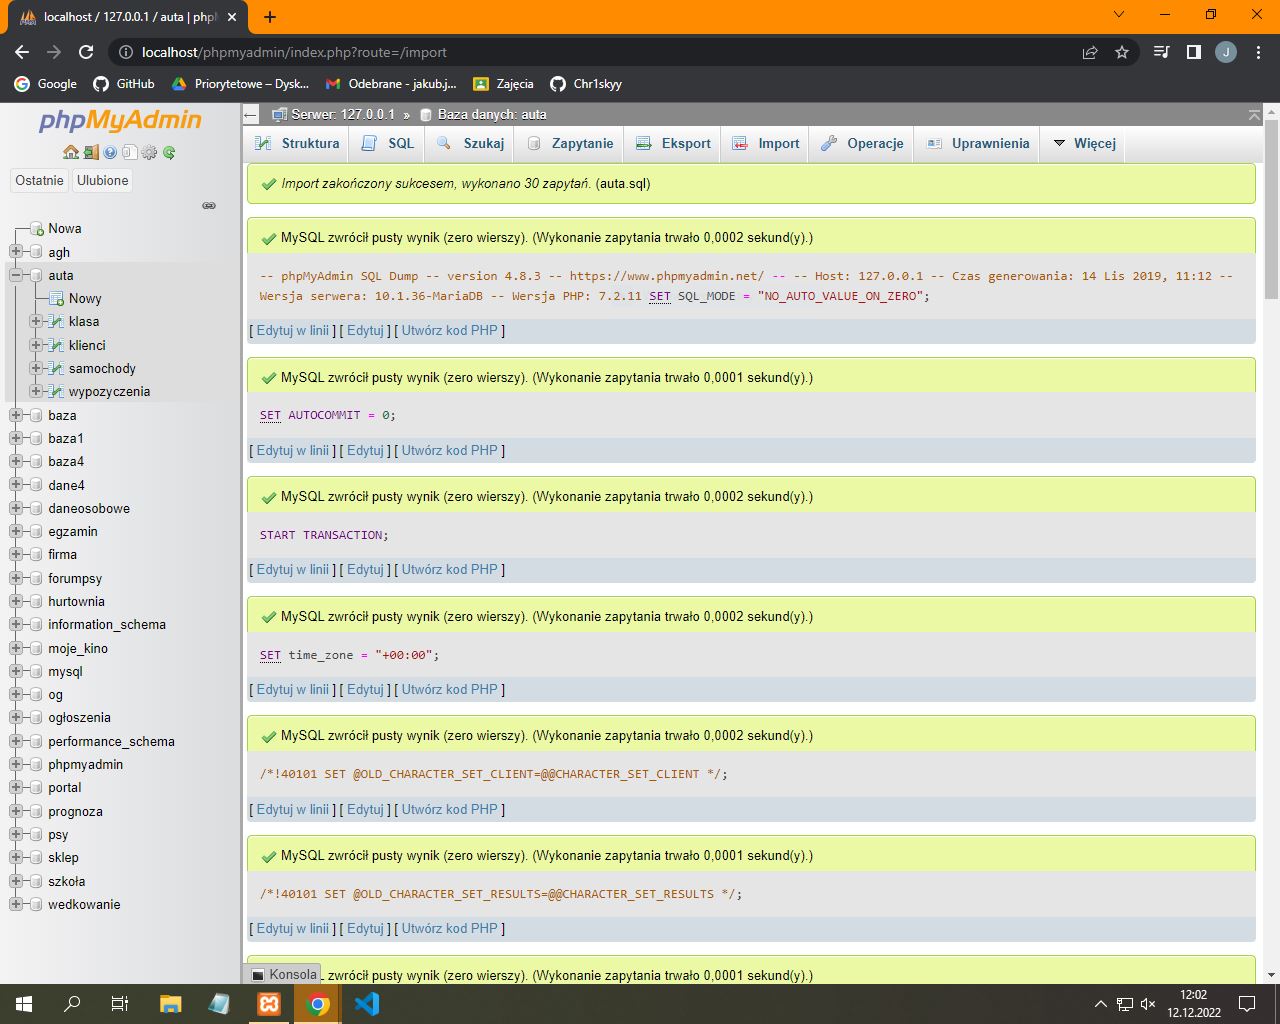 localhost / 127.0.0.1 / auta | php
localhost/phpmyadmin/index.php?route=/import
J
Google
GitHub
Priorytetowe – Dysk...
Odebrane - jakub.j...
Zajęcia
Chr1skyy
phpMyAdmin
Ostatnie
Ulubione
Nowa
agh
auta
Nowy
klasa
klienci
samochody
wypozyczenia
baza
baza1
baza4
dane4
daneosobowe
egzamin
firma
forumpsy
hurtownia
information_schema
moje_kino
mysql
og
ogłoszenia
performance_schema
phpmyadmin
portal
prognoza
psy
sklep
szkoła
wedkowanie
Serwer: 127.0.0.1 » Baza danych: auta
Struktura
SQL
Szukaj
Zapytanie
Eksport
Import
Operacje
Uprawnienia
Więcej
Import zakończony sukcesem, wykonano 30 zapytań. (auta.sql)
MySQL zwrócił pusty wynik (zero wierszy). (Wykonanie zapytania trwało 0,0002 sekund(y).)
-- phpMyAdmin SQL Dump -- version 4.8.3 -- https://www.phpmyadmin.net/ -- -- Host: 127.0.0.1 -- Czas generowania: 14 Lis 2019, 11:12 --
Wersja serwera: 10.1.36-MariaDB -- Wersja PHP: 7.2.11 SET SQL_MODE = "NO_AUTO_VALUE_ON_ZERO";
[ Edytuj w linii ] [ Edytuj ] [ Utwórz kod PHP ]
MySQL zwrócił pusty wynik (zero wierszy). (Wykonanie zapytania trwało 0,0001 sekund(y).)
SET AUTOCOMMIT = 0;
[ Edytuj w linii ] [ Edytuj ] [ Utwórz kod PHP ]
MySQL zwrócił pusty wynik (zero wierszy). (Wykonanie zapytania trwało 0,0002 sekund(y).)
START TRANSACTION;
[ Edytuj w linii ] [ Edytuj ] [ Utwórz kod PHP ]
MySQL zwrócił pusty wynik (zero wierszy). (Wykonanie zapytania trwało 0,0002 sekund(y).)
SET time_zone = "+00:00";
[ Edytuj w linii ] [ Edytuj ] [ Utwórz kod PHP ]
MySQL zwrócił pusty wynik (zero wierszy). (Wykonanie zapytania trwało 0,0002 sekund(y).)
/*!40101 SET @OLD_CHARACTER_SET_CLIENT=@@CHARACTER_SET_CLIENT */;
[ Edytuj w linii ] [ Edytuj ] [ Utwórz kod PHP ]
MySQL zwrócił pusty wynik (zero wierszy). (Wykonanie zapytania trwało 0,0001 sekund(y).)
/*!40101 SET @OLD_CHARACTER_SET_RESULTS=@@CHARACTER_SET_RESULTS */;
[ Edytuj w linii ] [ Edytuj ] [ Utwórz kod PHP ]
Konsola
zwrócił pusty wynik (zero wierszy). (Wykonanie zapytania trwało 0,0001 sekund(y).)
12:02
12.12.2022